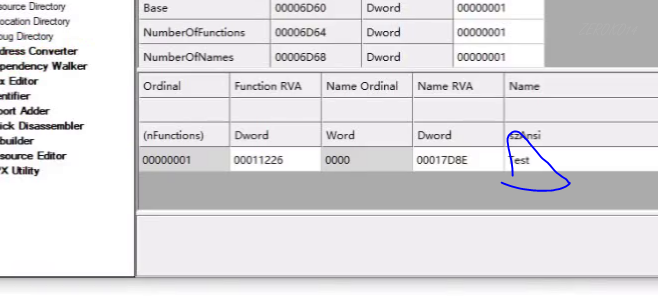 source Directory
location Directory
bug Directory
dress Converter
pendency Walker
x Editor
entifier
port Adder
ick Disassembler
builder
source Editor
X Utility
Base 00006D60 Dword 00000001
NumberOfFunctions 00006D64 Dword 00000001
NumberOfNames 00006D68 Dword 00000001
Ordinal Function RVA Name Ordinal Name RVA Name
(nFunctions) Dword Word Dword szAnsi
00000001 00011226 0000 00017D8E Test